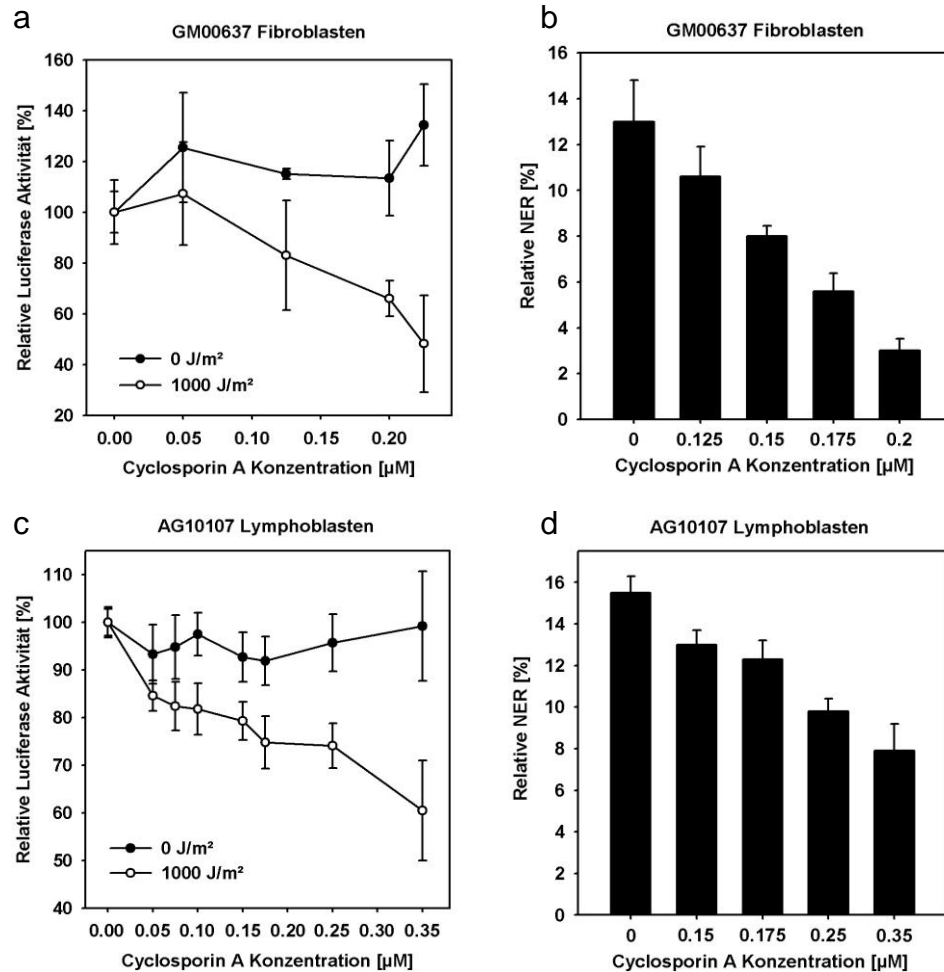 a
GM00637 Fibroblasten
Relative Luciferase Aktivität [%]
160
140
120
100
80
60
40
20
0 J/m²
1000 J/m²
0.00 0.05 0.10 0.15 0.20
Cyclosporin A Konzentration [µM]
b
GM00637 Fibroblasten
Relative NER [%]
16
14
12
10
8
6
4
2
0
0 0.125 0.15 0.175 0.2
Cyclosporin A Konzentration [µM]
c
AG10107 Lymphoblasten
Relative Luciferase Aktivität [%]
110
100
90
80
70
60
50
40
0 J/m²
1000 J/m²
0.00 0.05 0.10 0.15 0.20 0.25 0.30 0.35
Cyclosporin A Konzentration [µM]
d
AG10107 Lymphoblasten
Relative NER [%]
16
14
12
10
8
6
4
2
0
0 0.15 0.175 0.25 0.35
Cyclosporin A Konzentration [µM]